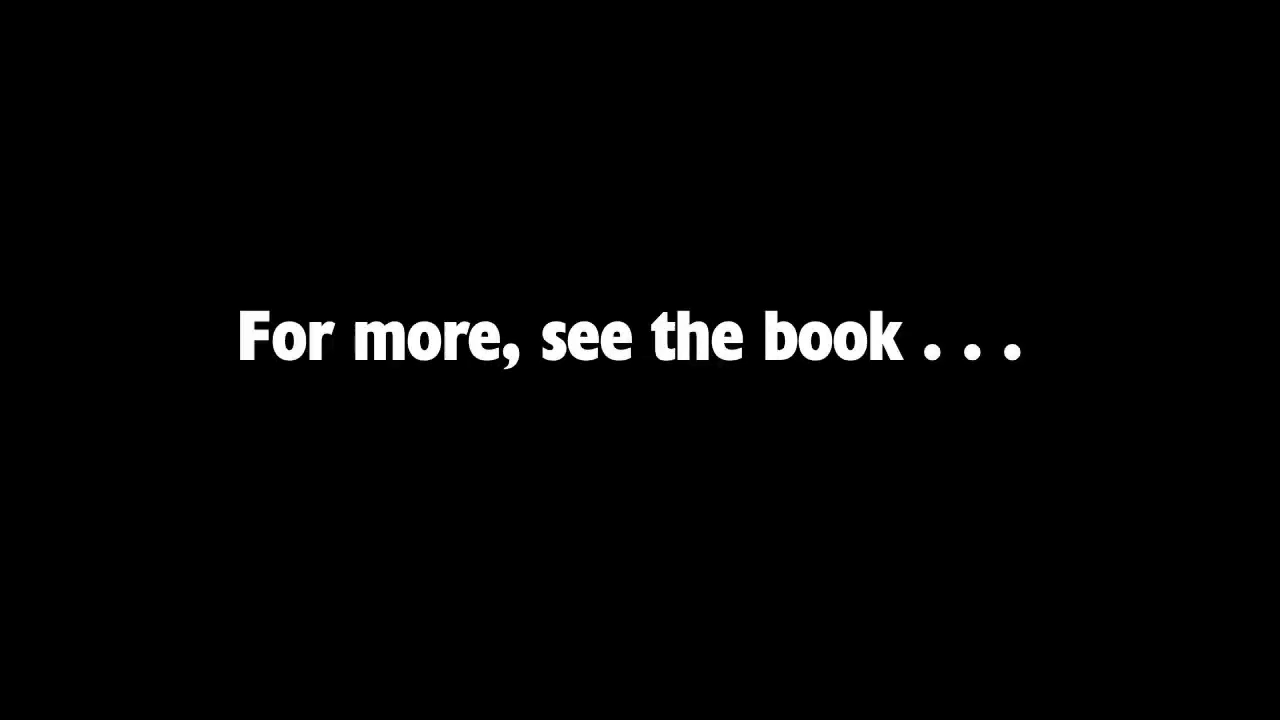 For more, see the book . . .